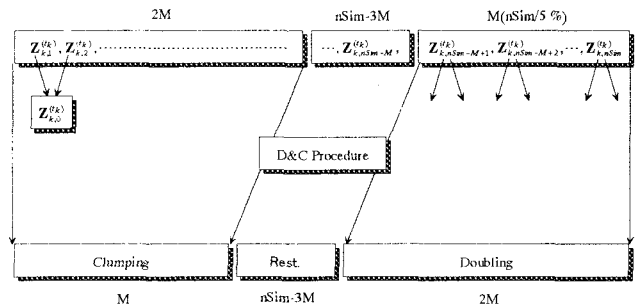 2M nSim-3M M(nSim/5 %)
Z_{k,1}^{(t_k)}, Z_{k,2}^{(t_k)}, ··· ···, Z_{k,nSim-M}^{(t_k)}, Z_{k,nSim-M+1}^{(t_k)}, Z_{k,nSim-M+2}^{(t_k)}, ···, Z_{k,nSim}^{(t_k)}
Z_{k,0}^{(t_k)}
D&C Procedure
Clumping Rest. Doubling
M nSim-3M 2M